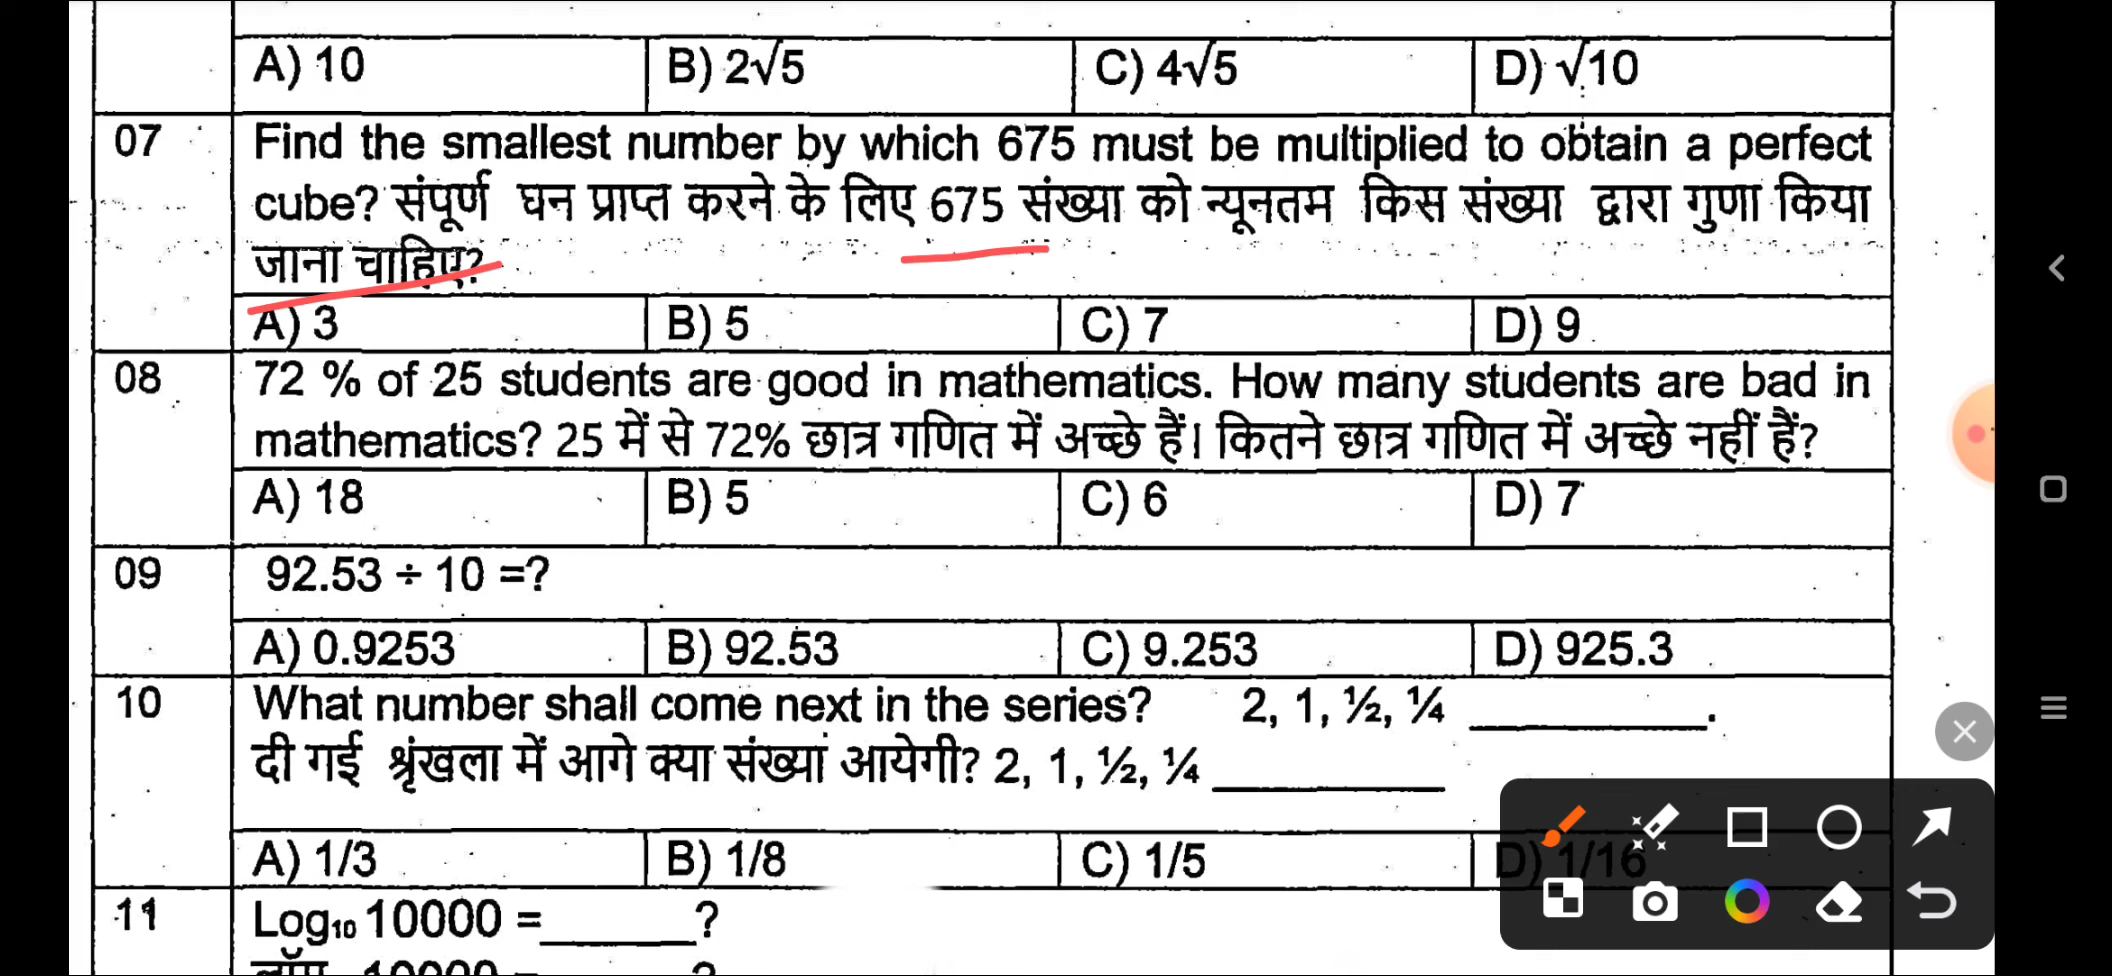 A) 10 B) 2√5 C) 4√5 D) √10
07 Find the smallest number by which 675 must be multiplied to obtain a perfect
cube? संपूर्ण घन प्राप्त करने के लिए 675 संख्या को न्यूनतम किस संख्या द्वारा गुणा किया
जाना चाहिए?
A) 3 B) 5 C) 7 D) 9
08 72 % of 25 students are good in mathematics. How many students are bad in
mathematics? 25 में से 72% छात्र गणित में अच्छे हैं। कितने छात्र गणित में अच्छे नहीं हैं?
A) 18 B) 5 C) 6 D) 7
09 92.53 ÷ 10 =?
A) 0.9253 B) 92.53 C) 9.253 D) 925.3
10 What number shall come next in the series? 2, 1, ½, ¼ ________.
दी गई श्रृंखला में आगे क्या संख्या आयेगी? 2, 1, ½, ¼ ________
A) 1/3 B) 1/8 C) 1/5 D) 1/16
11 Log₁₀ 10000 =______?